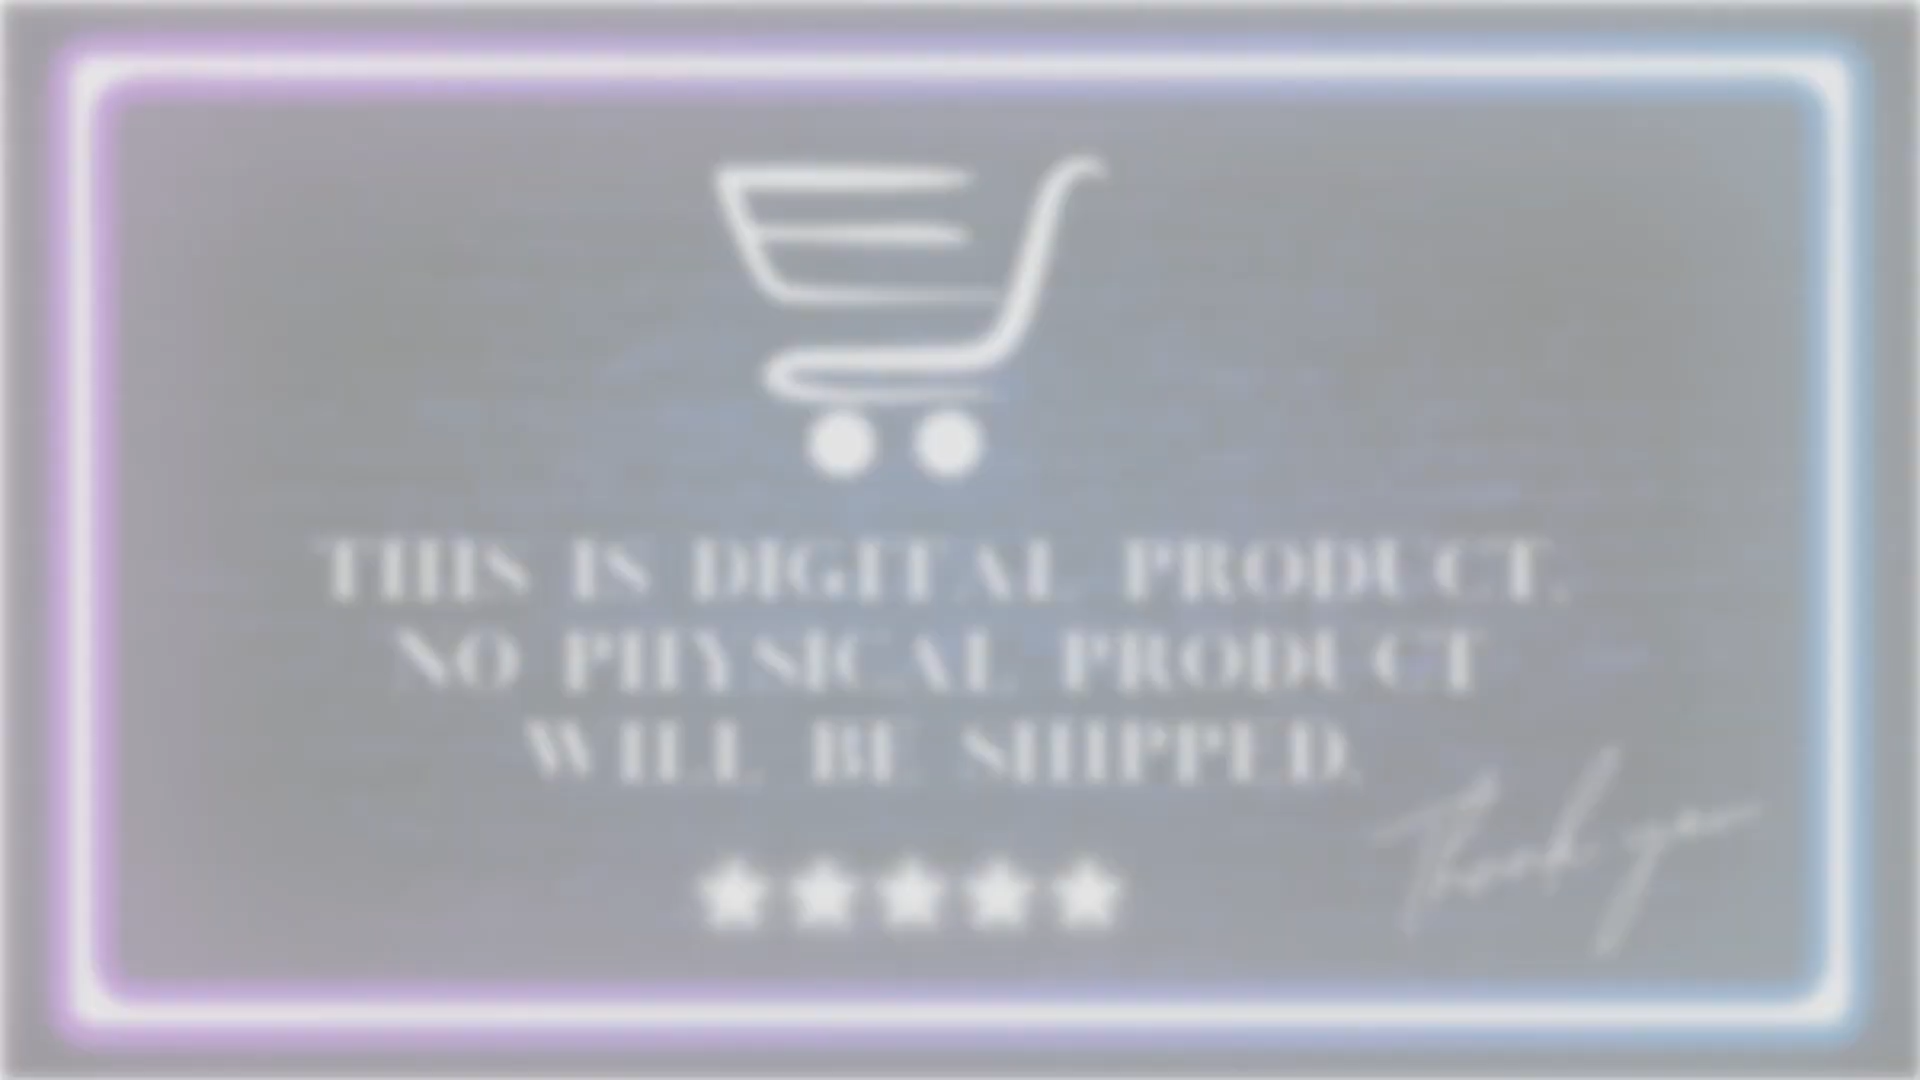 THIS IS DIGITAL PRODUCT.
NO PHYSICAL PRODUCT
WILL BE SHIPPED.
Thank you